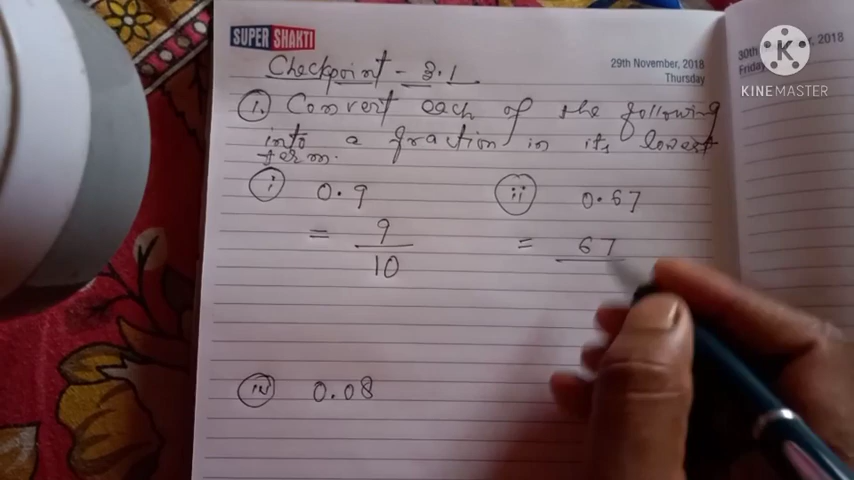 SUPER SHAKTI
29th November, 2018
Thursday
30th 2018
Friday
KINEMASTER
Checkpoint - 3.1
1. Convert each of the following
into a fraction in its lowest
term.
i 0.9 ii 0.67
= 9/10 = 67
iv 0.08